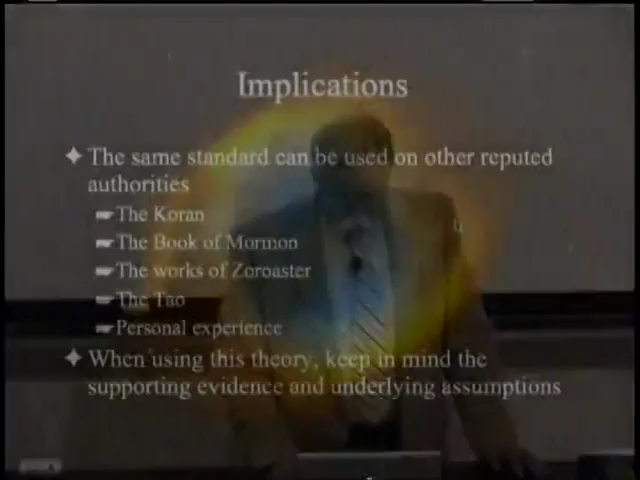 Implications
The same standard can be used on other reputed
authorities
The Koran
The Book of Mormon
The works of Zoroaster
The Tao
Personal experience
When using this theory, keep in mind the
supporting evidence and underlying assumptions